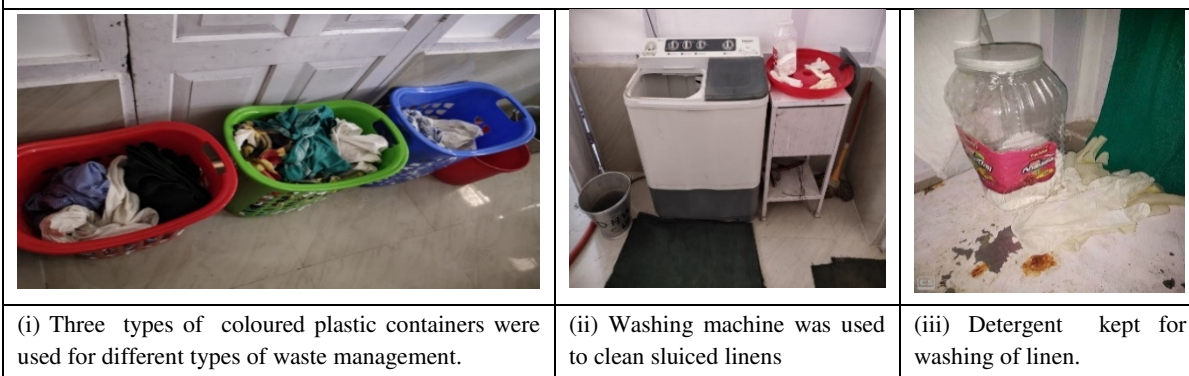 (i) Three types of coloured plastic containers were
used for different types of waste management.
(ii) Washing machine was used
to clean sluiced linens
(iii) Detergent kept for
washing of linen.